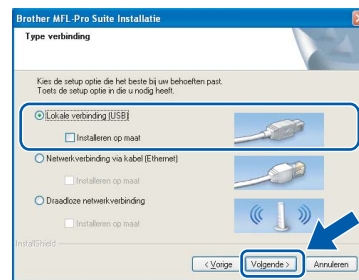 Brother MFL-Pro Suite Installatie
Type verbinding
Kies de setup optie die het beste bij uw behoeften past.
Toets de setup optie in die u nodig heeft.
Lokale verbinding (USB)
Installeren op maat
Netwerkverbinding via kabel (Ethernet)
Installeren op maat
Draadloze netwerkverbinding
Installeren op maat
InstallShield
< Vorige Volgende > Annuleren